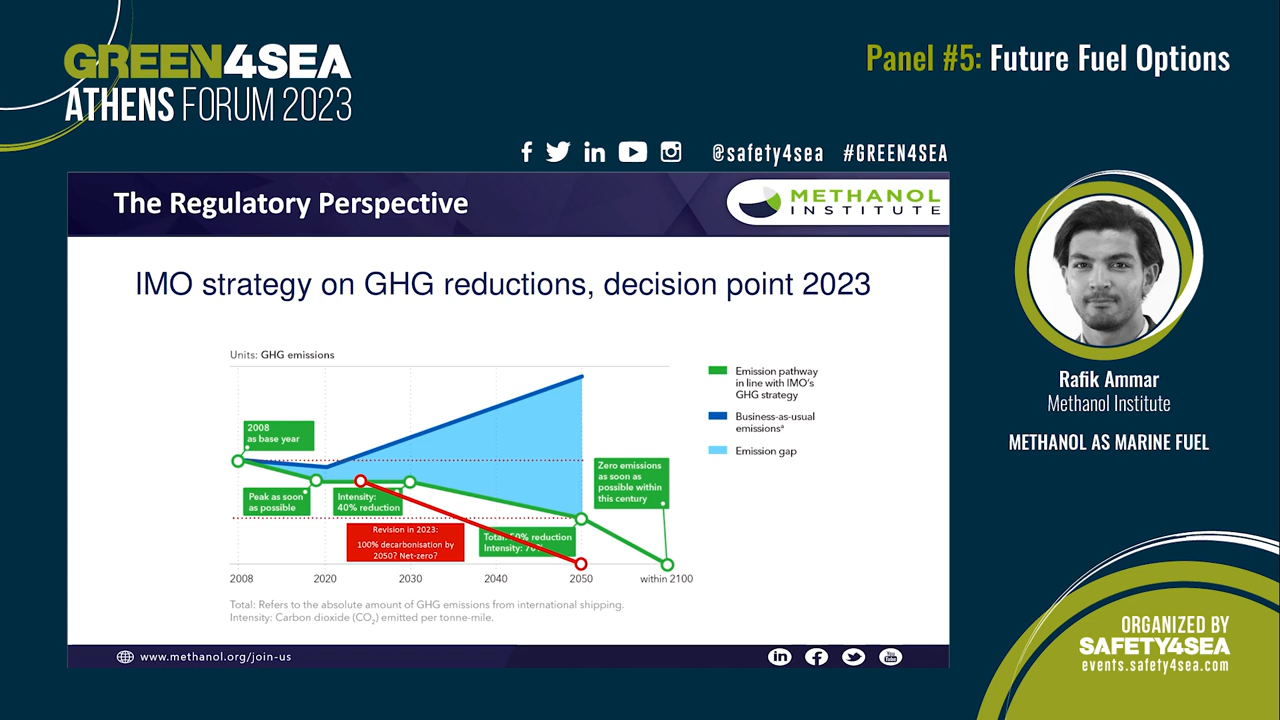 GREEN4SEA
ATHENS FORUM 2023
Panel #5: Future Fuel Options
@safety4sea #GREEN4SEA
The Regulatory Perspective
METHANOL
INSTITUTE
IMO strategy on GHG reductions, decision point 2023
Units: GHG emissions
2008
as base year
Peak as soon
as possible
Intensity:
40% reduction
Revision in 2023:
100% decarbonisation by
2050? Net-zero?
Total: 50% reduction
Intensity: 70%
Zero emissions
as soon as
possible within
this century
Emission pathway
in line with IMO's
GHG strategy
Business-as-usual
emissionsᵃ
Emission gap
2008
2020
2030
2040
2050
within 2100
Total: Refers to the absolute amount of GHG emissions from international shipping.
Intensity: Carbon dioxide (CO₂) emitted per tonne-mile.
www.methanol.org/join-us
Rafik Ammar
Methanol Institute
METHANOL AS MARINE FUEL
ORGANIZED BY
SAFETY4SEA
events.safety4sea.com